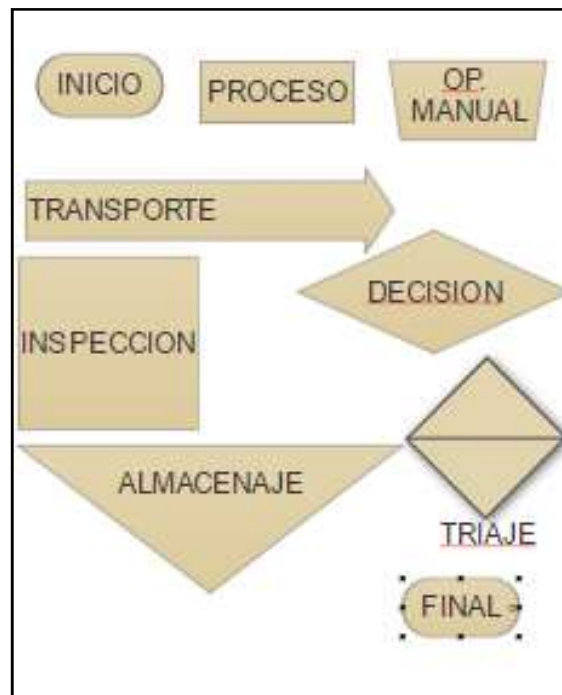 INICIO
PROCESO
OP.
MANUAL
TRANSPORTE
DECISION
INSPECCION
ALMACENAJE
TRIAJE
FINAL